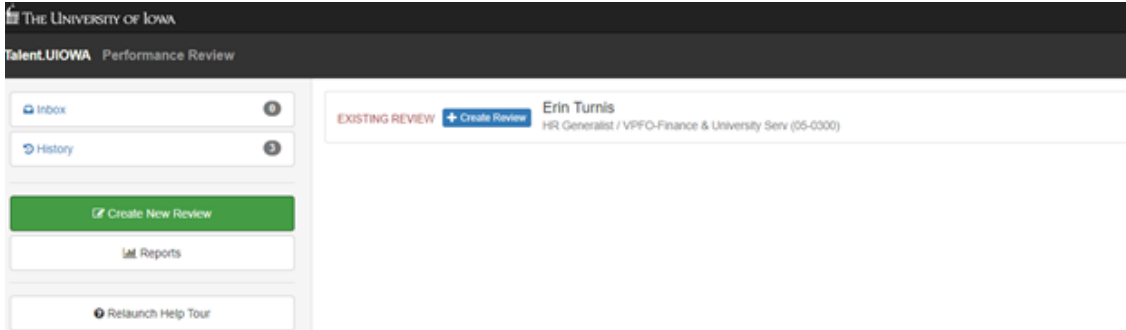 THE UNIVERSITY OF IOWA
Talent.UIOWA Performance Review
Inbox 0
History 3
Create New Review
Reports
Relaunch Help Tour
EXISTING REVIEW + Create Review Erin Turnis
HR Generalist / VPFO-Finance & University Serv (05-0300)